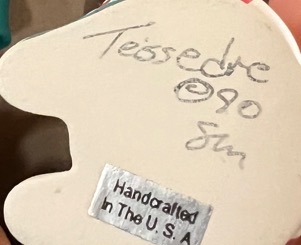 Teissedre
©90
Sm
Handcrafted
In The U.S.A